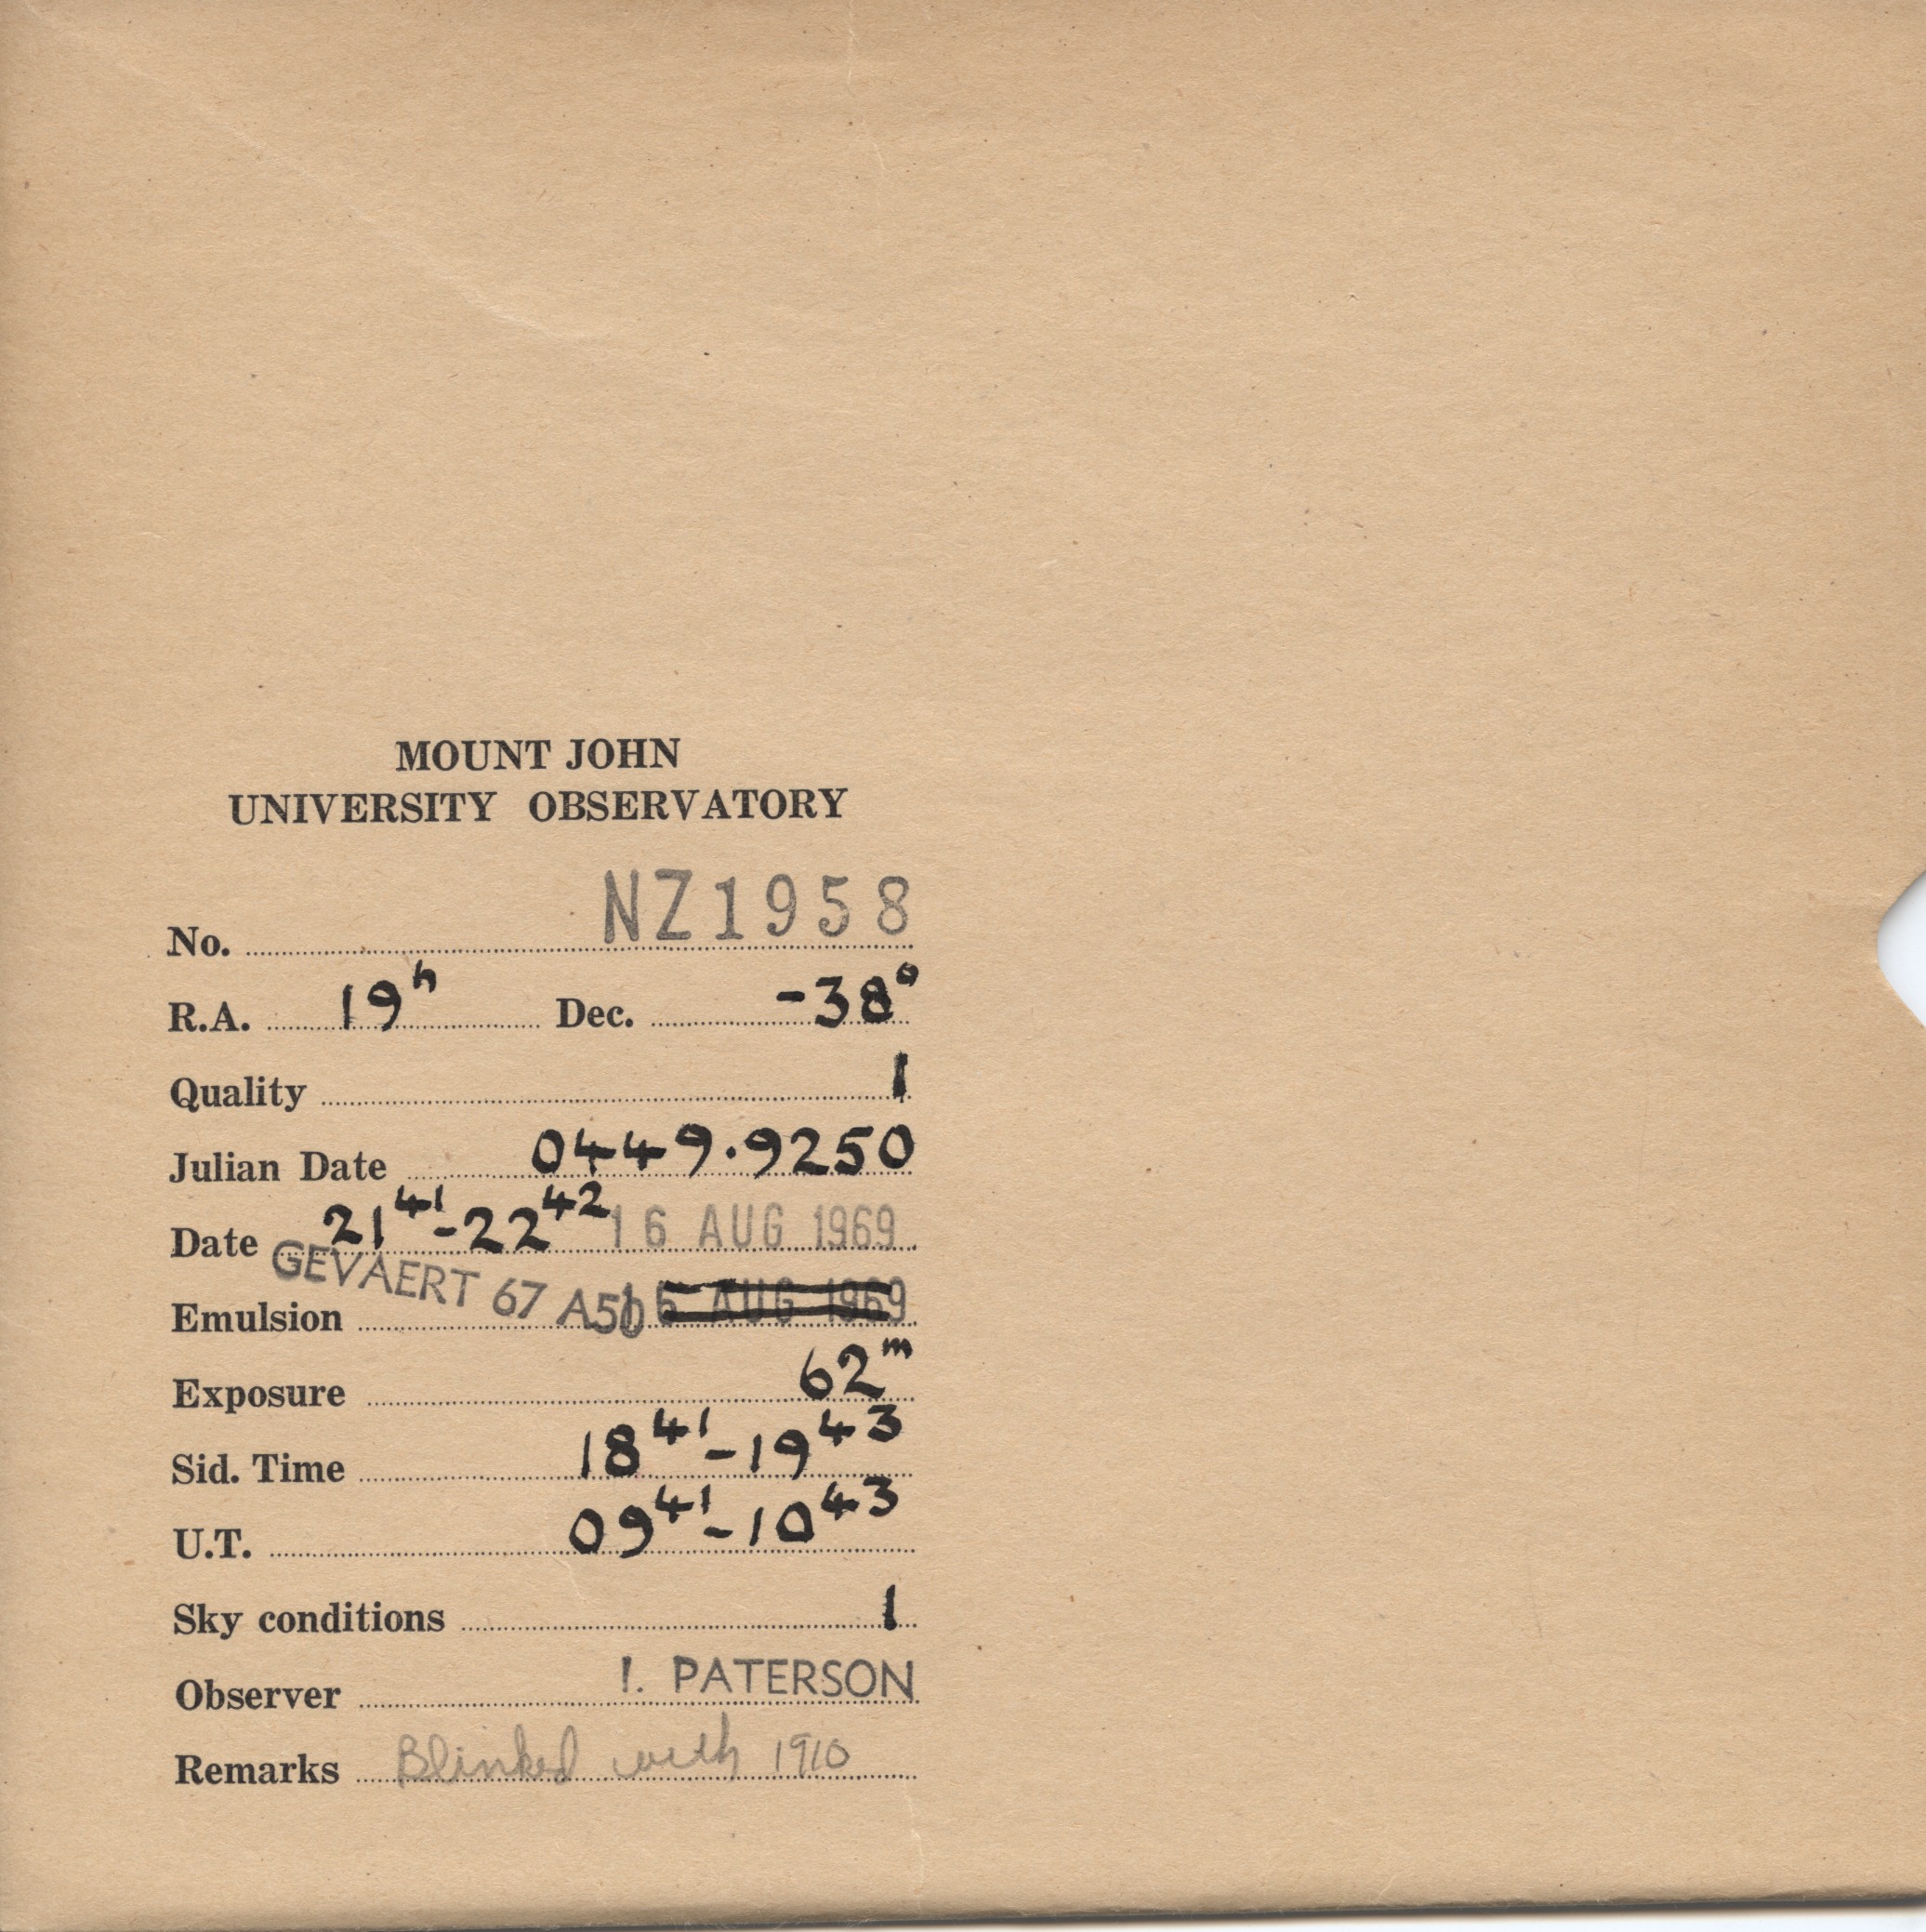 MOUNT JOHN
UNIVERSITY OBSERVATORY
No. NZ1958
R.A. 19ʰ Dec. -38°
Quality 1
Julian Date 0449.9250
Date 21⁴¹-22⁴² 16 AUG 1969
Emulsion GEVAERT 67 A50 16 AUG 1969
Exposure 62ᵐ
Sid. Time 18⁴¹-19⁴³
U.T. 09⁴¹-10⁴³
Sky conditions 1
Observer I. PATERSON
Remarks Blinked with 1910